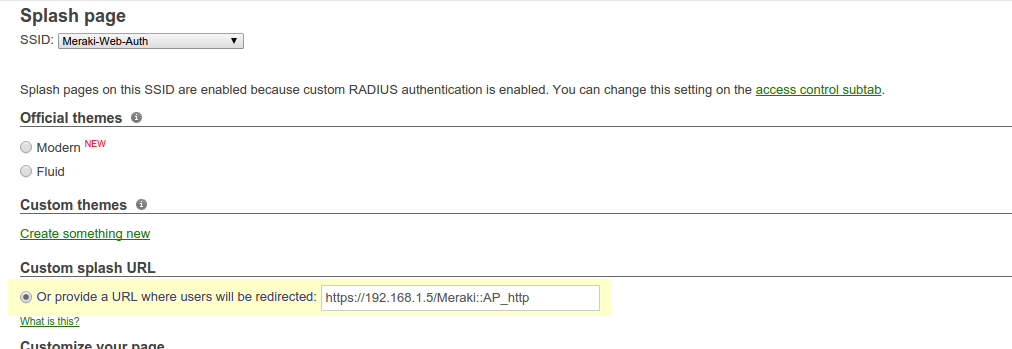 Splash page
SSID: Meraki-Web-Auth
Splash pages on this SSID are enabled because custom RADIUS authentication is enabled. You can change this setting on the access control subtab.
Official themes
Modern NEW
Fluid
Custom themes
Create something new
Custom splash URL
Or provide a URL where users will be redirected: https://192.168.1.5/Meraki::AP_http
What is this?
Customize your page